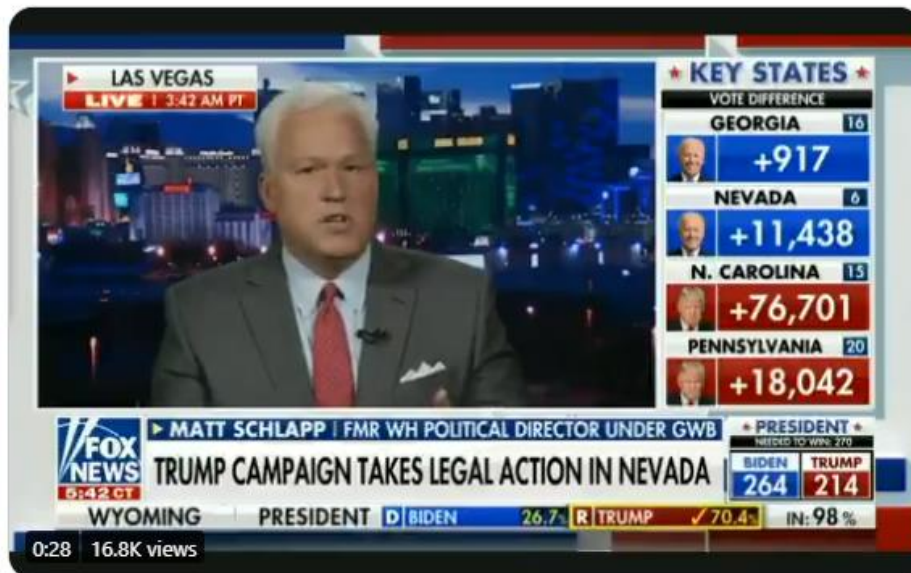 LAS VEGAS
LIVE | 3:42 AM PT
★ KEY STATES ★
VOTE DIFFERENCE
GEORGIA 16
+917
NEVADA 6
+11,438
N. CAROLINA 15
+76,701
PENNSYLVANIA 20
+18,042
FOX NEWS
5:42 CT
MATT SCHLAPP | FMR WH POLITICAL DIRECTOR UNDER GWB
TRUMP CAMPAIGN TAKES LEGAL ACTION IN NEVADA
★ PRESIDENT ★
NEEDED TO WIN: 270
BIDEN TRUMP
264 214
WYOMING PRESIDENT D BIDEN 26.7% R TRUMP ✓ 70.4% IN: 98%
0:28 16.8K views